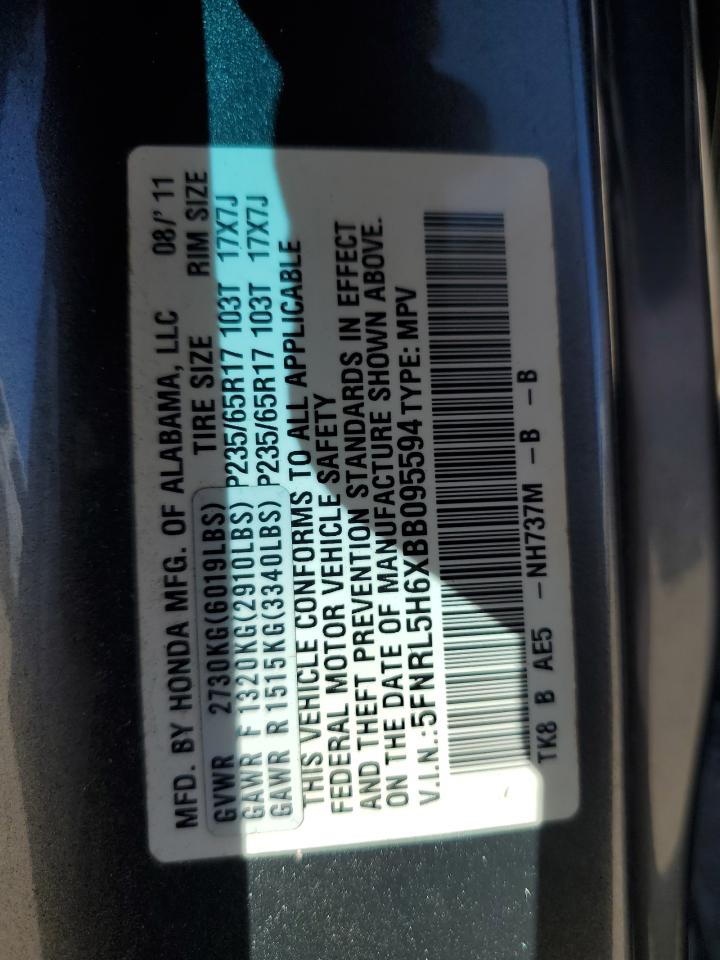 MFD. BY HONDA MFG. OF ALABAMA, LLC 08/'11
GVWR 2730KG(6019LBS) TIRE SIZE RIM SIZE
GAWR F 1320KG(2910LBS) P235/65R17 103T 17X7J
GAWR R 1515KG(3340LBS) P235/65R17 103T 17X7J
THIS VEHICLE CONFORMS TO ALL APPLICABLE
FEDERAL MOTOR VEHICLE SAFETY
AND THEFT PREVENTION STANDARDS IN EFFECT
ON THE DATE OF MANUFACTURE SHOWN ABOVE.
V.I.N.:5FNRL5H6XBB095594 TYPE: MPV
TK8 B AE5 -NH737M -B -B